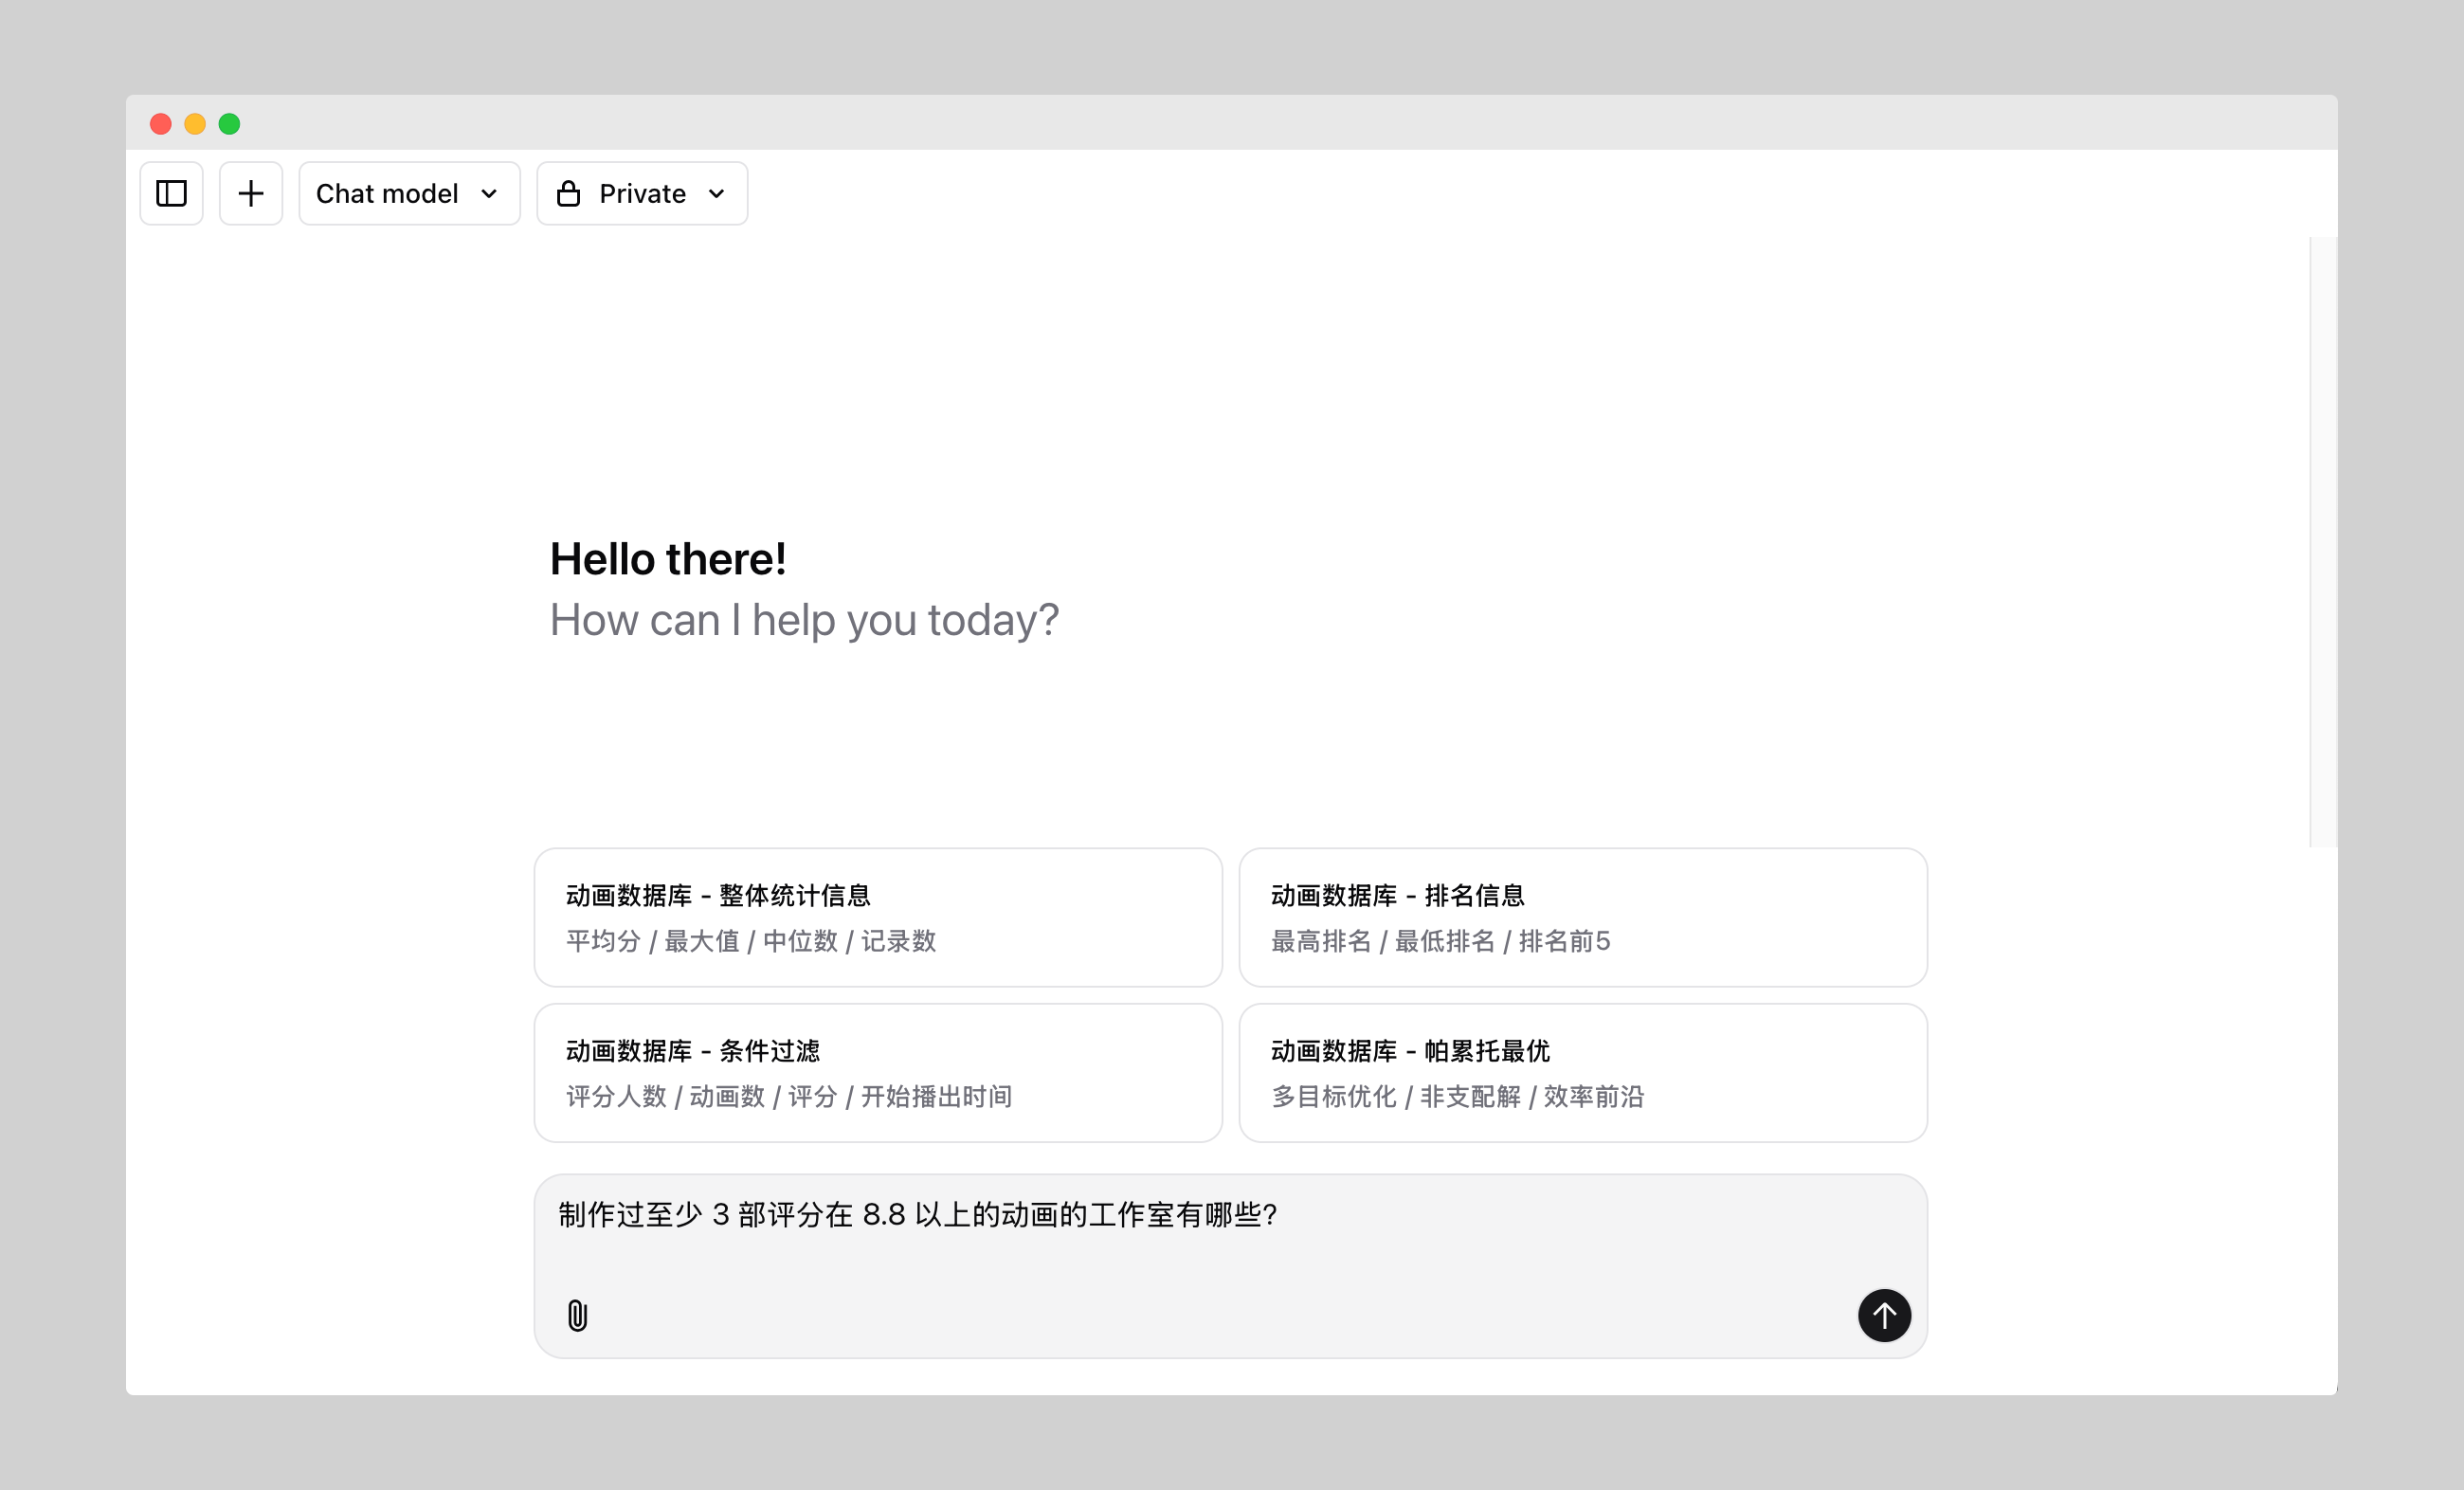 Chat model
Private
Hello there!
How can I help you today?
动画数据库 - 整体统计信息
平均分 / 最大值 / 中位数 / 记录数
动画数据库 - 排名信息
最高排名 / 最低排名 / 排名前5
动画数据库 - 条件过滤
评分人数 / 动画数 / 评分 / 开始播出时间
动画数据库 - 帕累托最优
多目标优化 / 非支配解 / 效率前沿
制作过至少 3 部评分在 8.8 以上的动画的工作室有哪些?